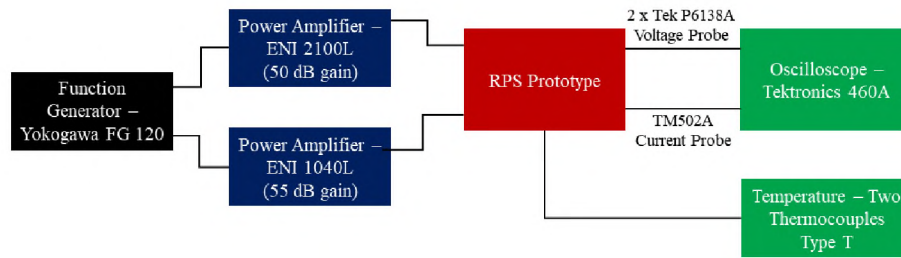 Function
Generator –
Yokogawa FG 120
Power Amplifier –
ENI 2100L
(50 dB gain)
Power Amplifier –
ENI 1040L
(55 dB gain)
RPS Prototype
2 x Tek P6138A
Voltage Probe
TM502A
Current Probe
Oscilloscope –
Tektronics 460A
Temperature – Two
Thermocouples
Type T